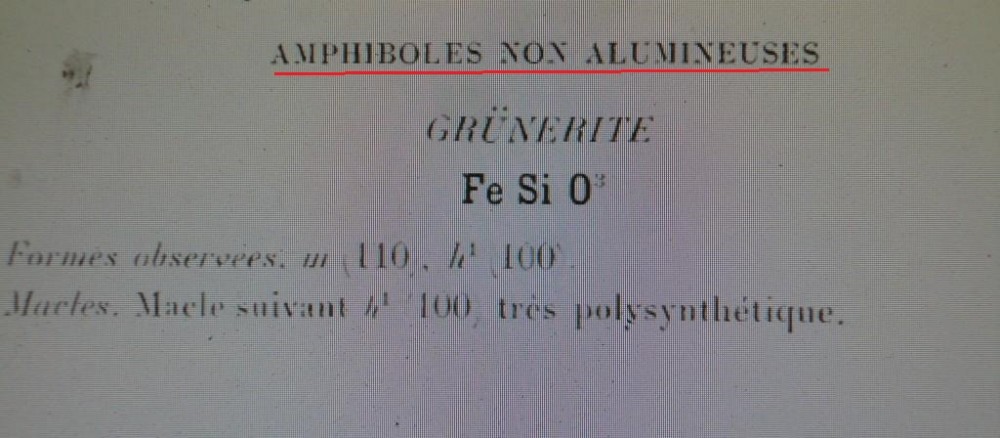 AMPHIBOLES NON ALUMINEUSES
GRÜNERITE
Fe Si O³
Formes observées. m (110), h¹ (100).
Macles. Macle suivant h¹ (100) très polysynthétique.